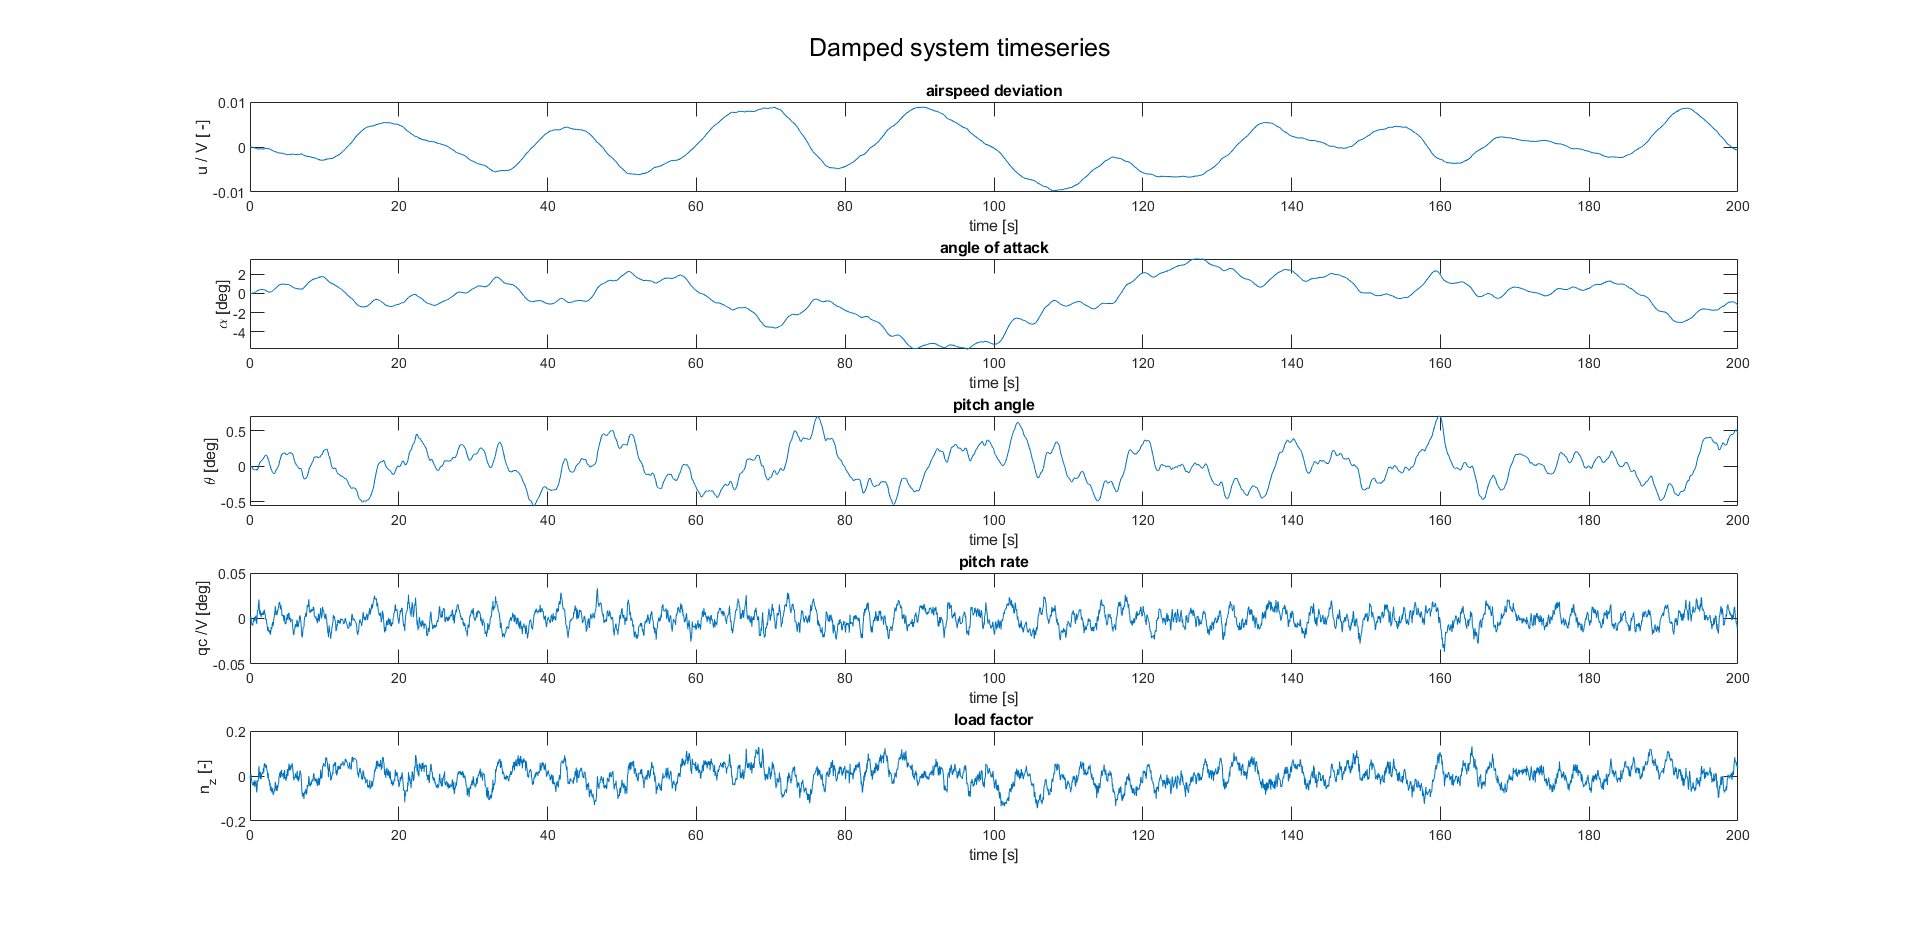 Damped system timeseries
airspeed deviation
0.01
0
-0.01
u / V [ -]
0 20 40 60 80 100 120 140 160 180 200
time [s]
angle of attack
2
0
-2
-4
α [deg]
0 20 40 60 80 100 120 140 160 180 200
time [s]
pitch angle
0.5
0
-0.5
θ [deg]
0 20 40 60 80 100 120 140 160 180 200
time [s]
pitch rate
0.05
0
-0.05
qc /V [deg]
0 20 40 60 80 100 120 140 160 180 200
time [s]
load factor
0.2
0
-0.2
n_z [-]
0 20 40 60 80 100 120 140 160 180 200
time [s]